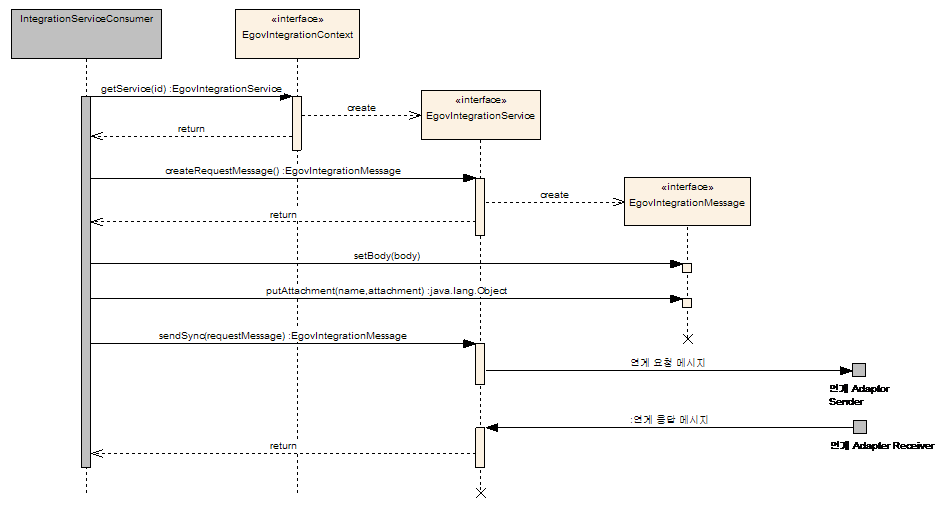 IntegrationServiceConsumer
«interface»
EgovIntegrationContext
getService(id) :EgovIntegrationService
create
«interface»
EgovIntegrationService
return
createRequestMessage() :EgovIntegrationMessage
create
«interface»
EgovIntegrationMessage
return
setBody(body)
putAttachment(name,attachment) :java.lang.Object
sendSync(requestMessage) :EgovIntegrationMessage
연계 요청 메시지
연계 Adaptor
Sender
:연계 응답 메시지
return
연계 Adapter Receiver